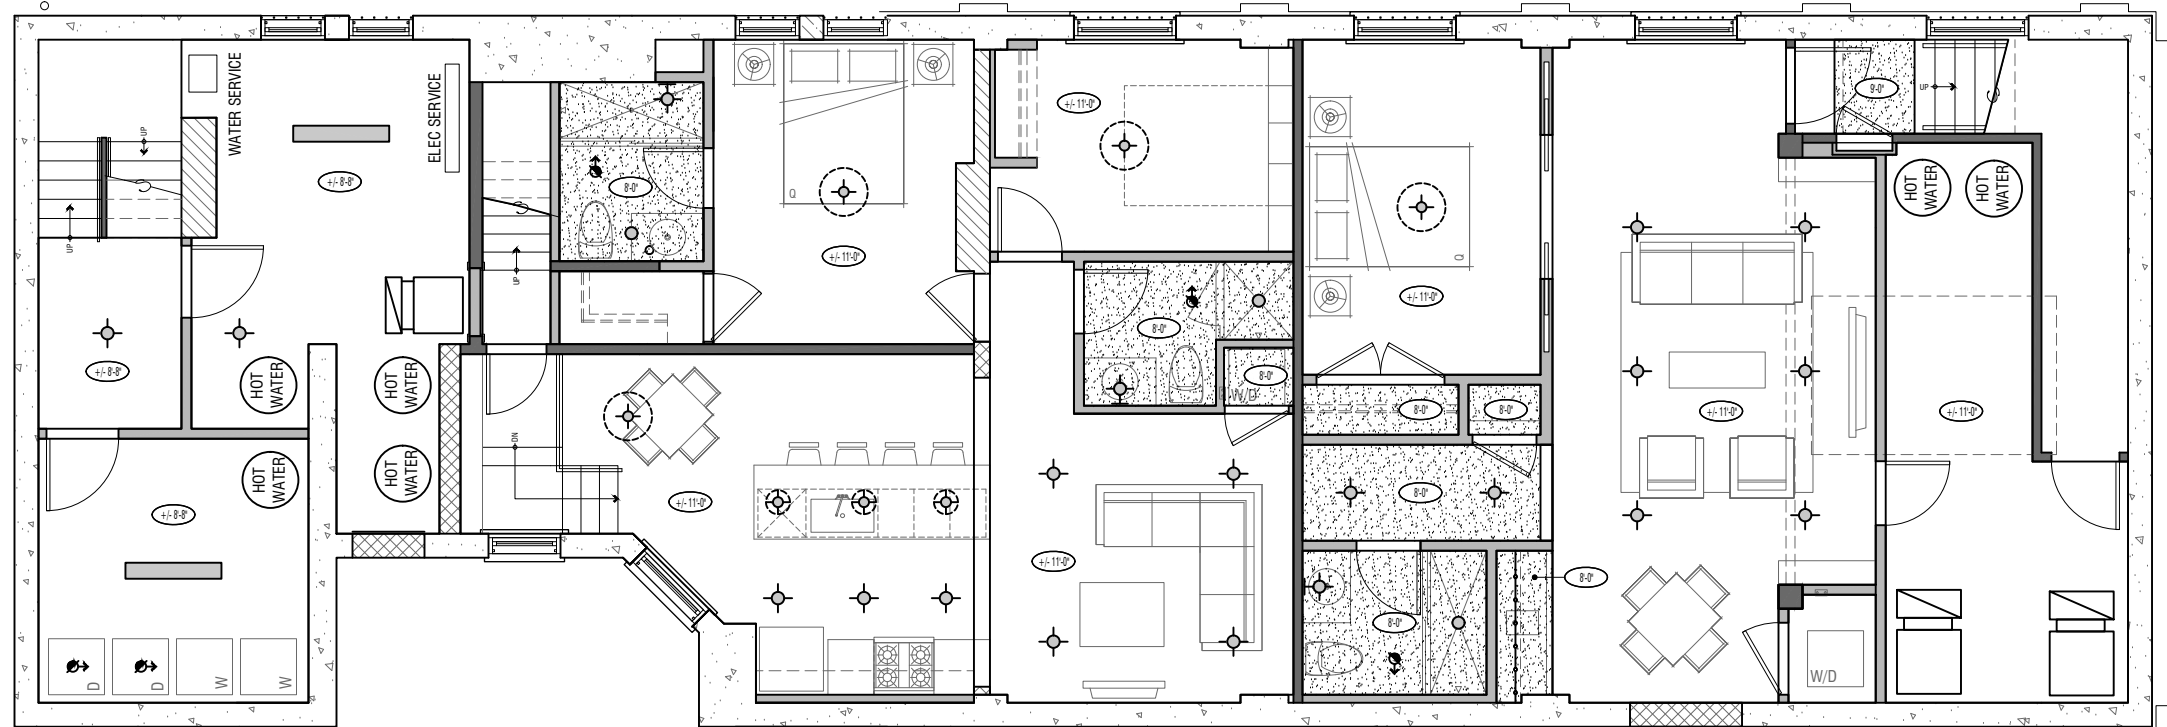 WATER SERVICE
ELEC SERVICE
UP
UP
+/- 8'-8"
+/- 8'-8"
HOT
WATER
HOT
WATER
HOT
WATER
HOT
WATER
+/- 8'-8"
D
D
W
W
UP
8'-0"
Q
+/- 11'-0"
DN
+/- 11'-0"
+/- 11'-0"
8'-0"
8'-0"
W/D
+/- 11'-0"
Q
+/- 11'-0"
8'-0"
8'-0"
8'-0"
8'-0"
8'-0"
+/- 11'-0"
W/D
9'-0"
UP
HOT
WATER
HOT
WATER
+/- 11'-0"